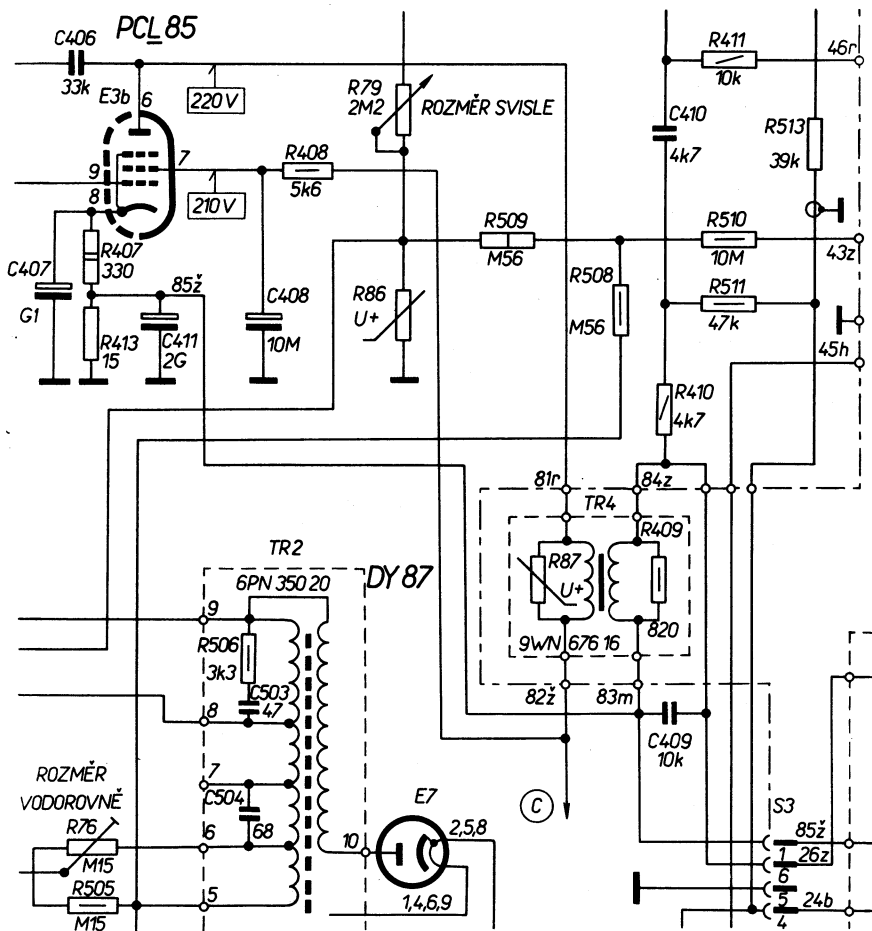 PCL85
C406
33k
E3b
6
220V
R79
2M2
ROZMĚR SVISLE
R411
10k
46r
C410
4k7
R513
39k
9
7
R408
5k6
8
210V
R407
330
R509
M56
R510
10M
43z
C407
G1
85ž
R508
M56
R511
47k
C408
10M
R86
U+
R413
15
C411
2G
45h
R410
4k7
81r
84z
TR4
R409
TR2
6PN 350 20
DY 87
R87
U+
820
9WN 676 16
9
R506
3k3
C503
47
8
82ž
83m
C409
10k
7
C504
68
ROZMĚR
VODOROVNĚ
R76
M15
6
E7
2,5,8
C
S3
85ž
1
26z
6
10
R505
M15
5
1,4,6,9
5
24b
4